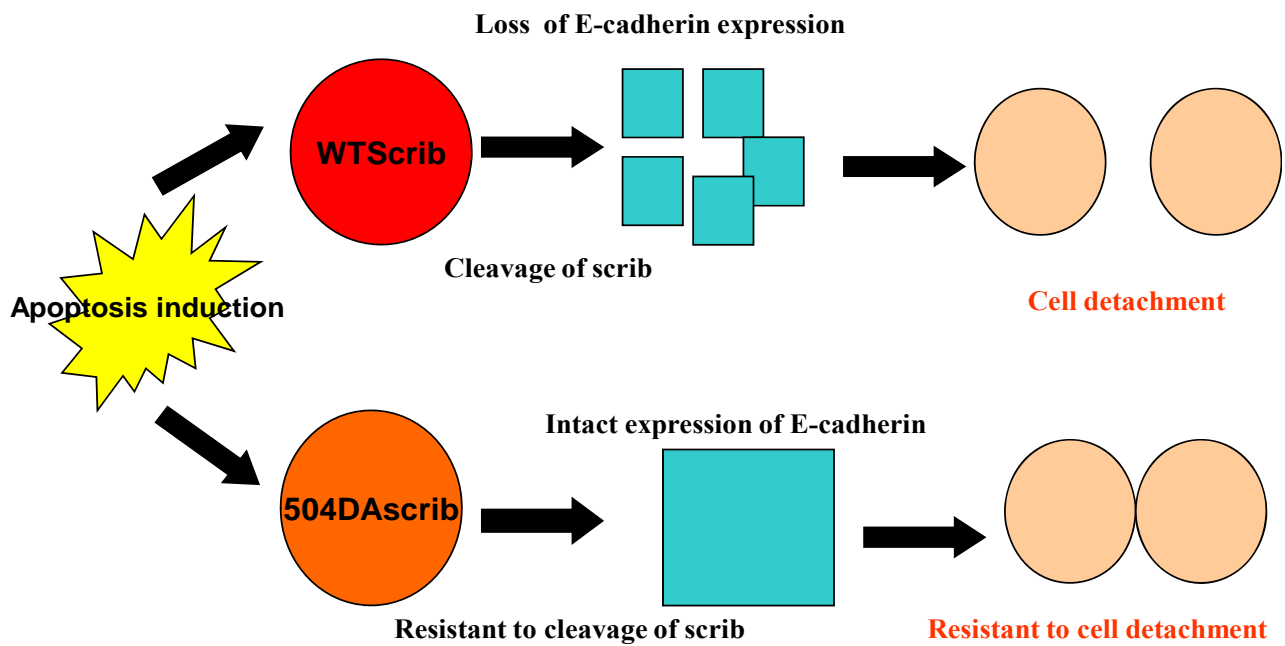 Loss of E-cadherin expression
WTScrib
Cleavage of scrib
Cell detachment
Apoptosis induction
Intact expression of E-cadherin
504DAscrib
Resistant to cleavage of scrib
Resistant to cell detachment